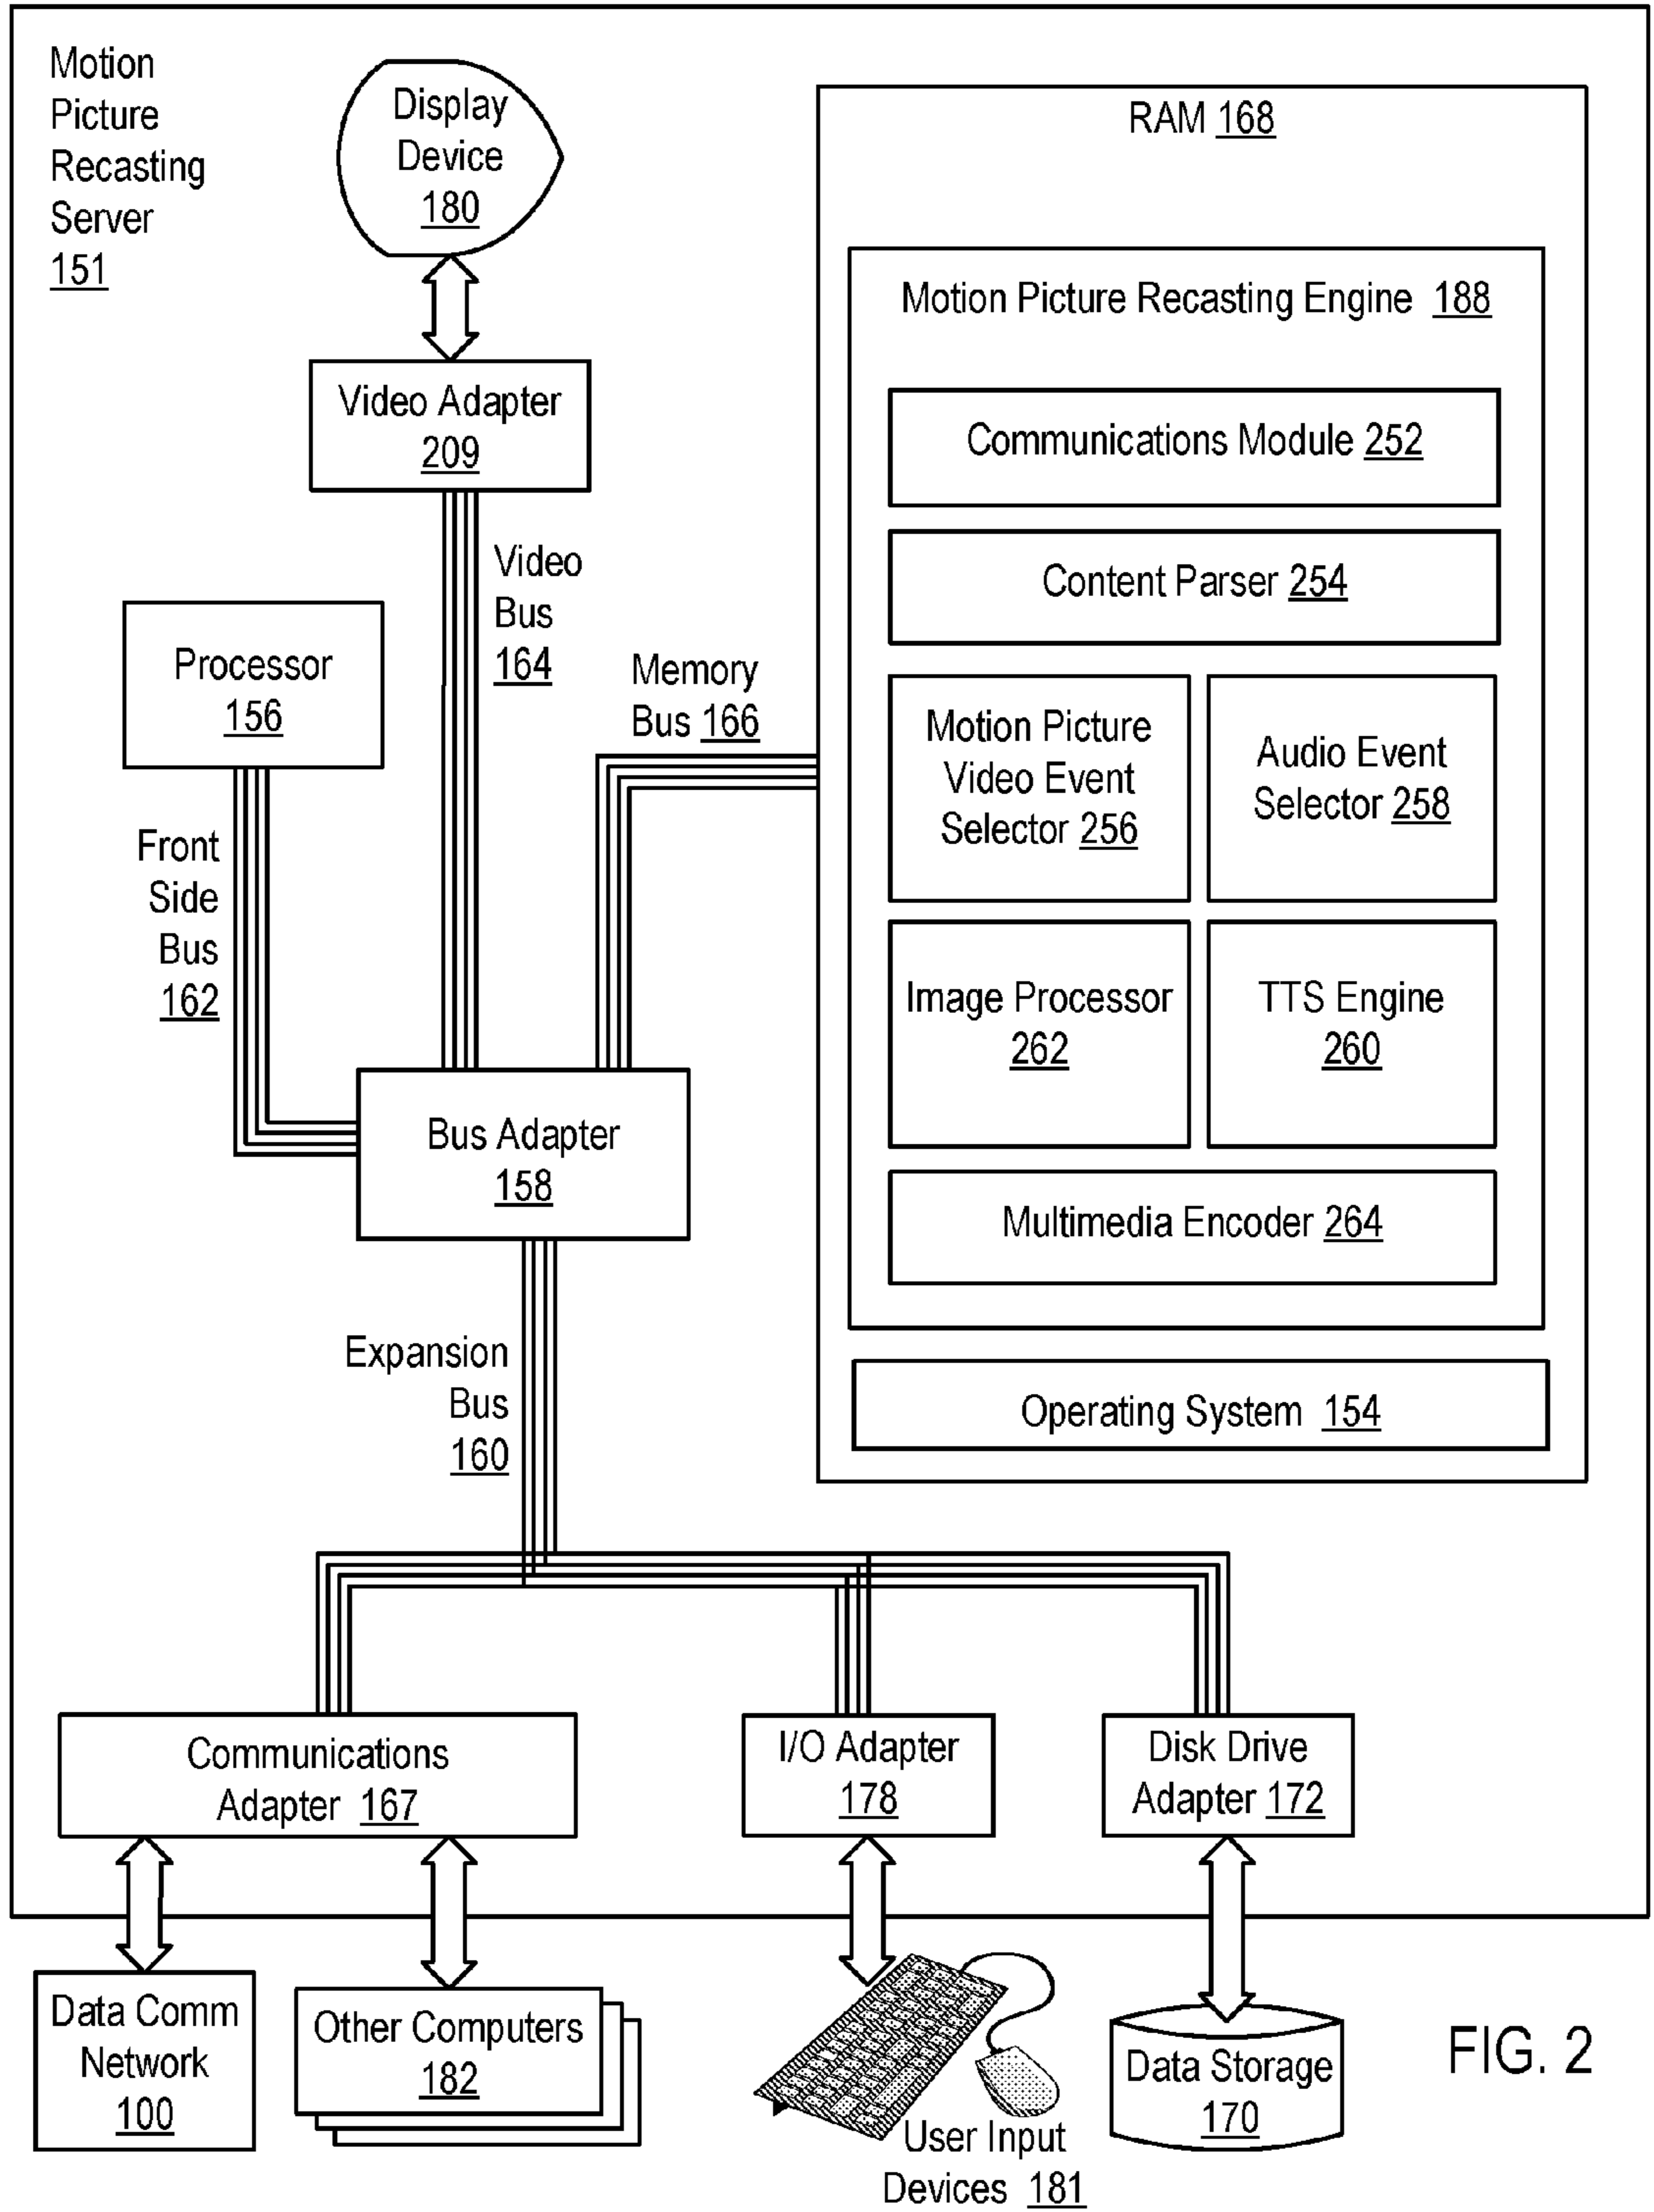 Motion
Picture
Recasting
Server
151
Display
Device
180
Video Adapter
209
Video
Bus
164
Processor
156
Memory
Bus 166
Front
Side
Bus
162
Bus Adapter
158
Expansion
Bus
160
RAM 168
Motion Picture Recasting Engine 188
Communications Module 252
Content Parser 254
Motion Picture
Video Event
Selector 256
Audio Event
Selector 258
Image Processor
262
TTS Engine
260
Multimedia Encoder 264
Operating System 154
Communications
Adapter 167
I/O Adapter
178
Disk Drive
Adapter 172
Data Comm
Network
100
Other Computers
182
User Input
Devices 181
Data Storage
170
FIG. 2